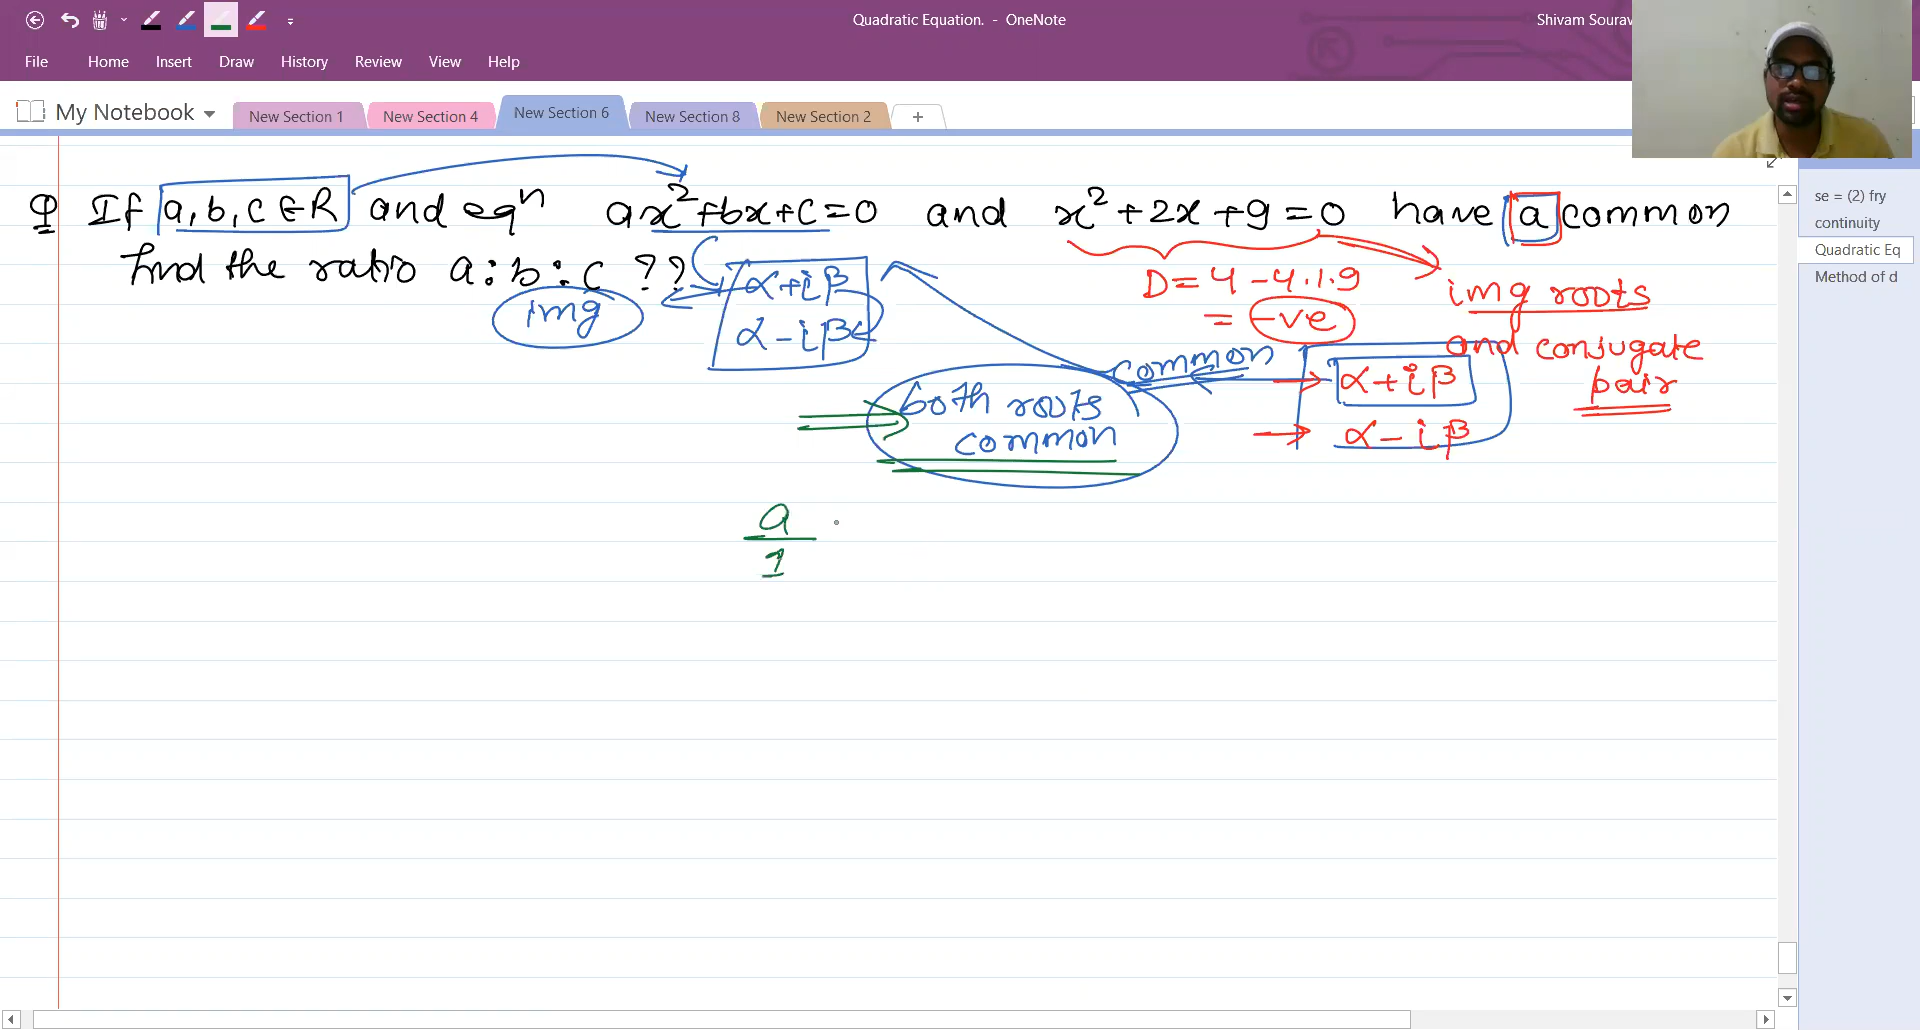 Quadratic Equation. - OneNote
Shivam Sourav
File Home Insert Draw History Review View Help
My Notebook New Section 1 New Section 4 New Section 6 New Section 8 New Section 2 +
se = (2) fry
continuity
Quadratic Eq
Method of d
Q If a, b, c ∈ R and eqⁿ ax²+bx+c=0 and x²+2x+9=0 have a common
find the ratio a:b:c ??
img
α+iβ
α-iβ
D = 4 - 4.1.9
= -ve
img roots
and conjugate
pair
common
α+iβ
α-iβ
both roots
common
a
1